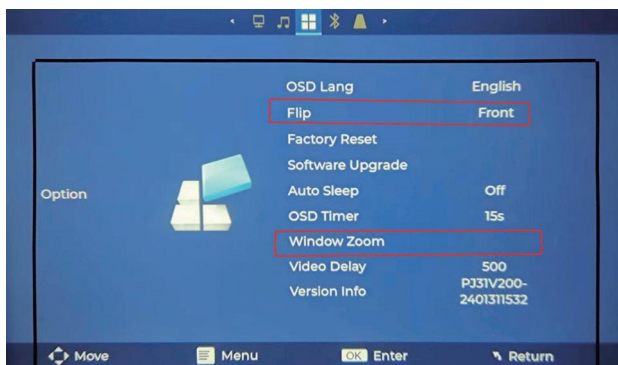 OSD Lang English
Flip Front
Factory Reset
Software Upgrade
Option
Auto Sleep Off
OSD Timer 15s
Window Zoom
Video Delay 500
Version Info PJ31V200-
2401311532
Move Menu OK Enter Return